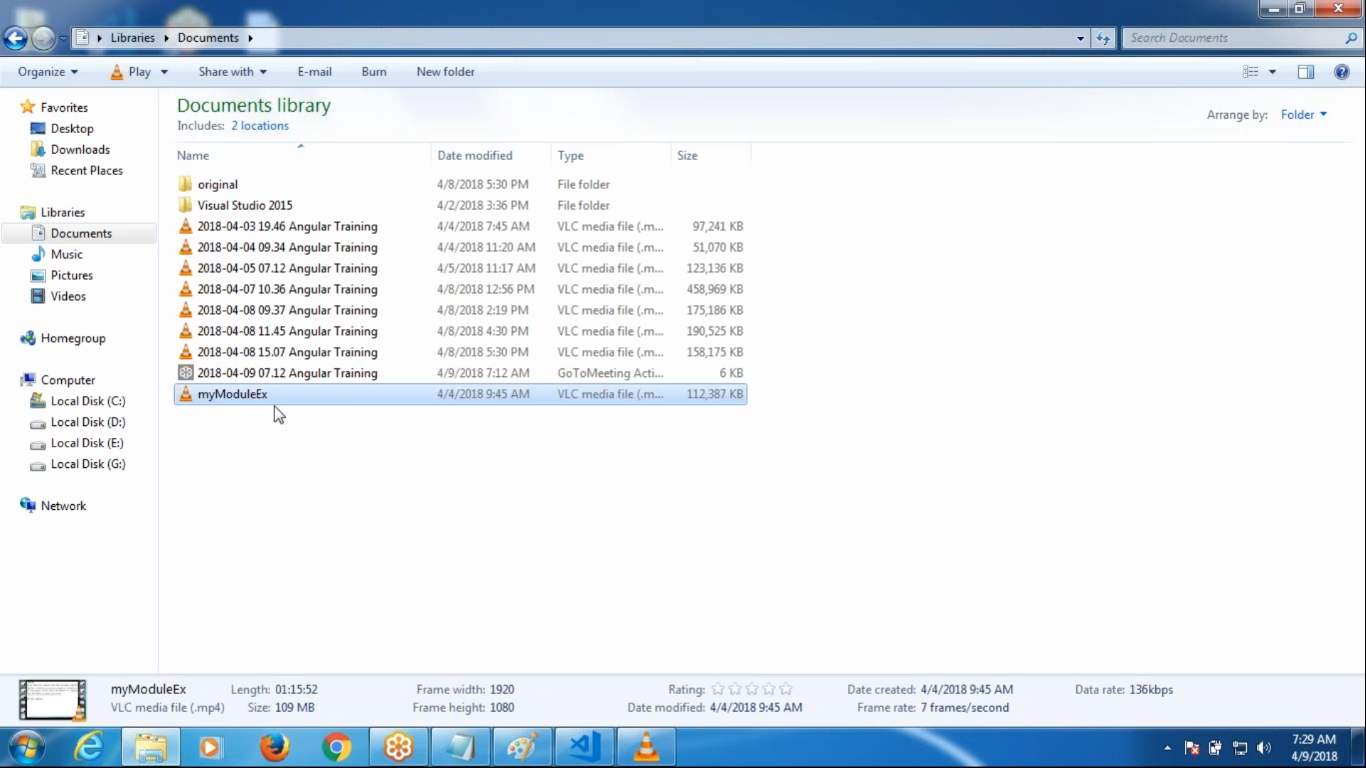 Libraries Documents Search Documents
Organize Play Share with E-mail Burn New folder
Documents library
Includes: 2 locations
Arrange by: Folder
Name Date modified Type Size
Favorites
Desktop
Downloads
Recent Places
Libraries
Documents
Music
Pictures
Videos
Homegroup
Computer
Local Disk (C:)
Local Disk (D:)
Local Disk (E:)
Local Disk (G:)
Network
original 4/8/2018 5:30 PM File folder
Visual Studio 2015 4/2/2018 3:36 PM File folder
2018-04-03 19.46 Angular Training 4/4/2018 7:45 AM VLC media file (.m... 97,241 KB
2018-04-04 09.34 Angular Training 4/4/2018 11:20 AM VLC media file (.m... 51,070 KB
2018-04-05 07.12 Angular Training 4/5/2018 11:17 AM VLC media file (.m... 123,136 KB
2018-04-07 10.36 Angular Training 4/8/2018 12:56 PM VLC media file (.m... 458,969 KB
2018-04-08 09.37 Angular Training 4/8/2018 2:19 PM VLC media file (.m... 175,186 KB
2018-04-08 11.45 Angular Training 4/8/2018 4:30 PM VLC media file (.m... 190,525 KB
2018-04-08 15.07 Angular Training 4/8/2018 5:30 PM VLC media file (.m... 158,175 KB
2018-04-09 07.12 Angular Training 4/9/2018 7:12 AM GoToMeeting Acti... 6 KB
myModuleEx 4/4/2018 9:45 AM VLC media file (.m... 112,387 KB
myModuleEx Length: 01:15:52 Frame width: 1920 Rating: Date created: 4/4/2018 9:45 AM Data rate: 136kbps
VLC media file (.mp4) Size: 109 MB Frame height: 1080 Date modified: 4/4/2018 9:45 AM Frame rate: 7 frames/second
7:29 AM
4/9/2018